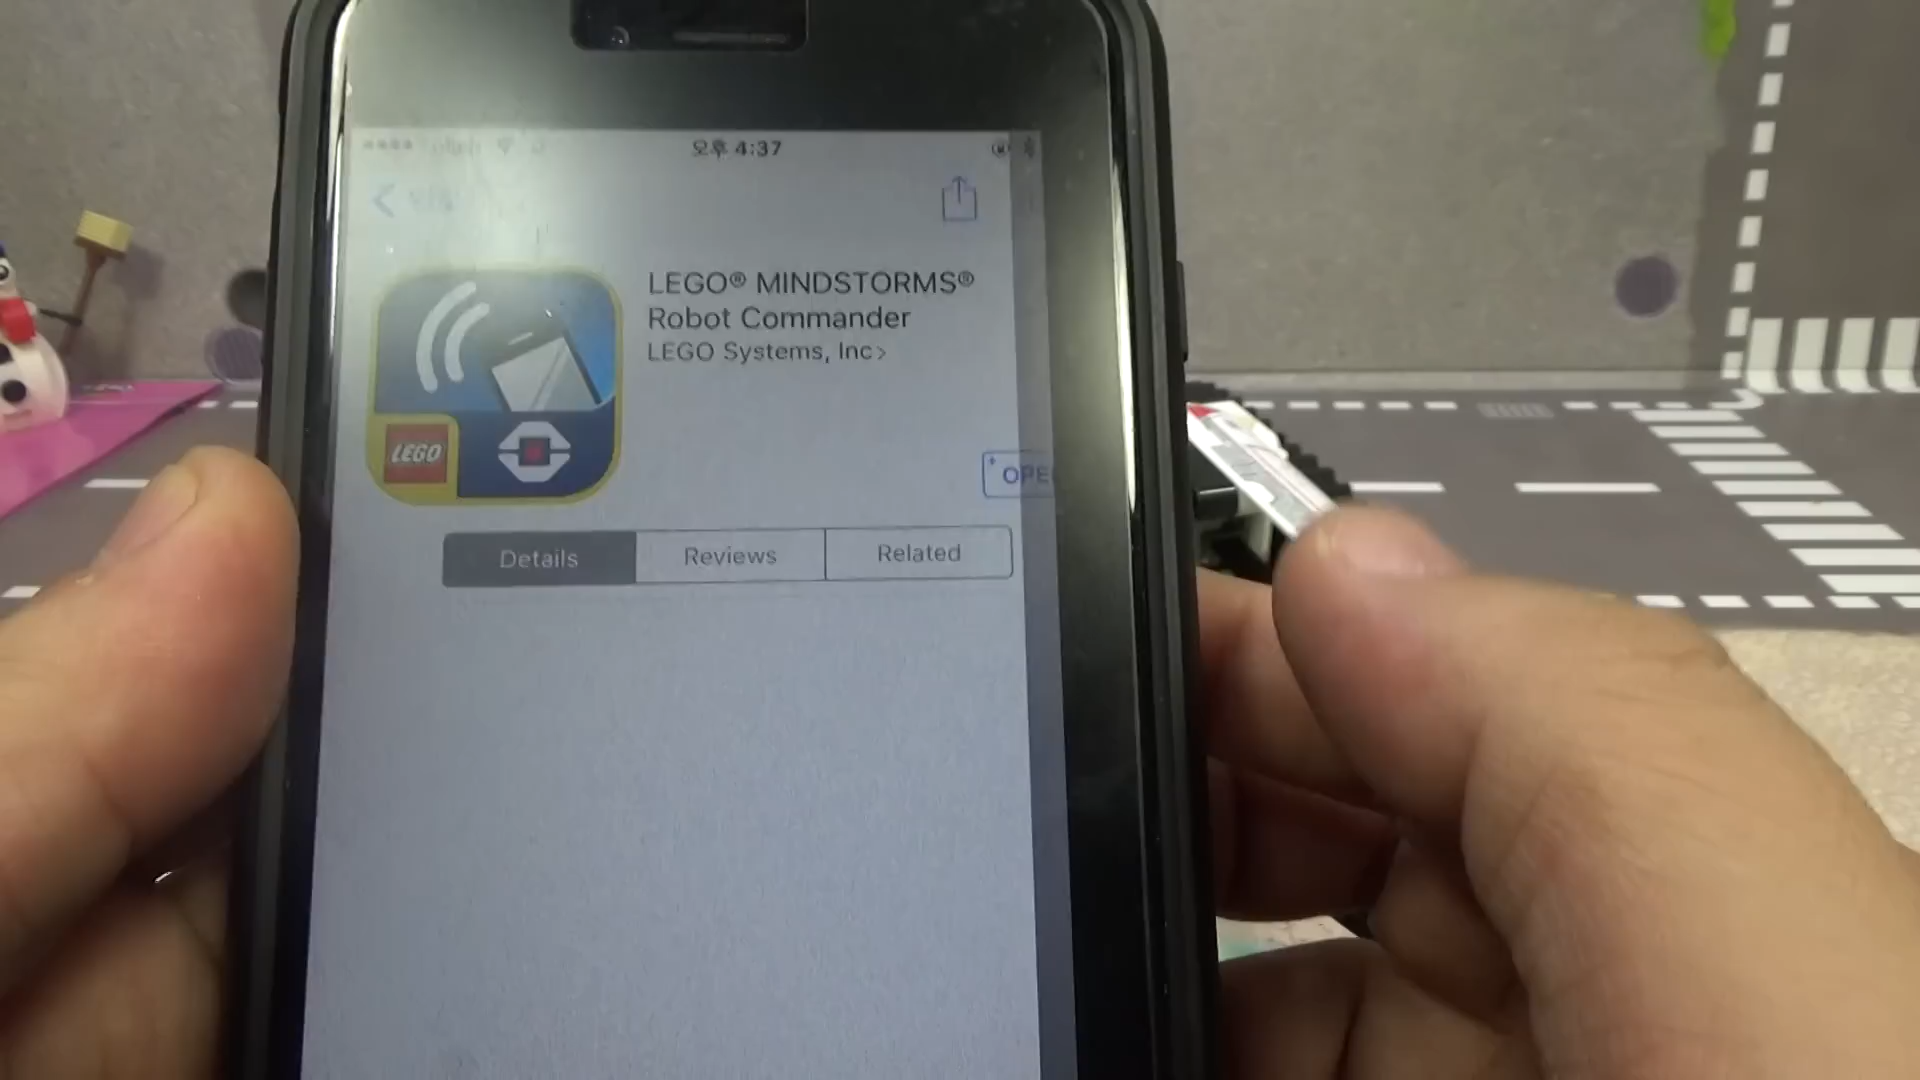 오후 4:37
LEGO® MINDSTORMS®
Robot Commander
LEGO Systems, Inc>
LEGO
+ OPE
Details
Reviews
Related